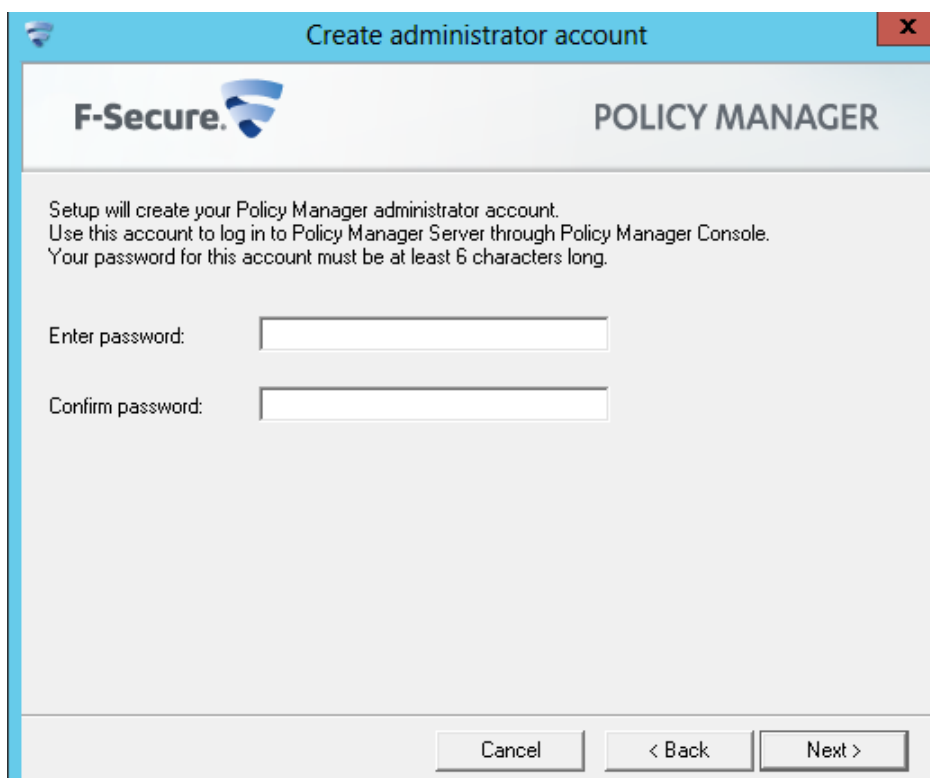 Create administrator account
x
F-Secure.
POLICY MANAGER
Setup will create your Policy Manager administrator account.
Use this account to log in to Policy Manager Server through Policy Manager Console.
Your password for this account must be at least 6 characters long.
Enter password:
Confirm password:
Cancel
< Back
Next >